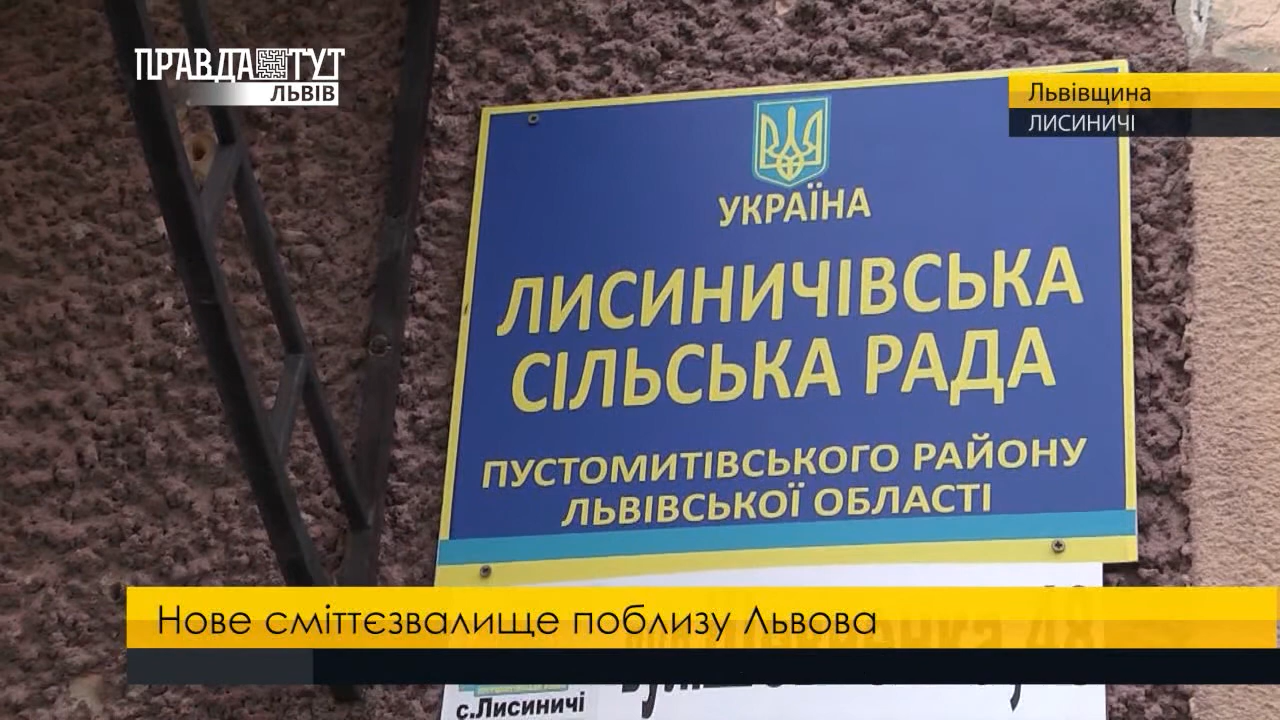 ПРАВДА ТУТ
ЛЬВІВ
Львівщина
ЛИСИНИЧІ
УКРАЇНА
ЛИСИНИЧІВСЬКА
СІЛЬСЬКА РАДА
ПУСТОМИТІВСЬКОГО РАЙОНУ
ЛЬВІВСЬКОЇ ОБЛАСТІ
Нове сміттєзвалище поблизу Львова
с.Лисиничі